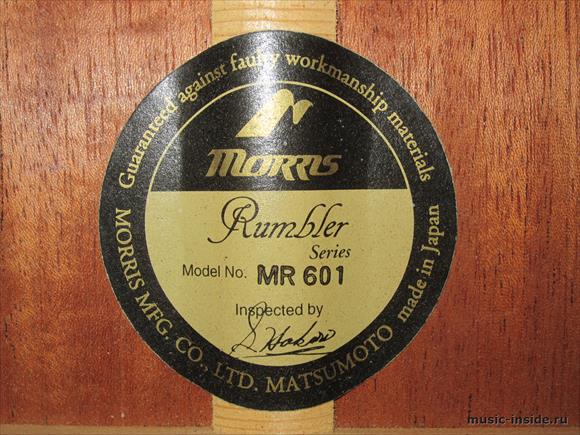 Guaranteed against faulty workmanship materials
MORRIS
Rumbler
Series
Model No. MR 601
Inspected by
MORRIS MFG. CO., LTD. MATSUMOTO made in Japan
music-inside.ru